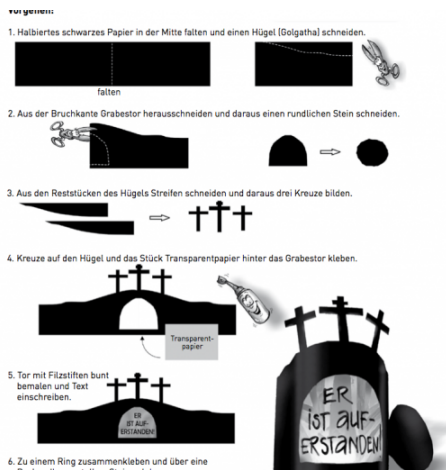 Vorgehen:
1. Halbiertes schwarzes Papier in der Mitte falten und einen Hügel (Golgatha) schneiden.
falten
2. Aus der Bruchkante Grabestor herausschneiden und daraus einen rundlichen Stein schneiden.
3. Aus den Reststücken des Hügels Streifen schneiden und daraus drei Kreuze bilden.
4. Kreuze auf den Hügel und das Stück Transparentpapier hinter das Grabestor kleben.
Transparent-
papier
5. Tor mit Filzstiften bunt
bemalen und Text
einschreiben.
ER
IST AUF-
ERSTANDEN!
ER
iST aUF-
ERSTaNDEN!
6. Zu einem Ring zusammenkleben und über eine